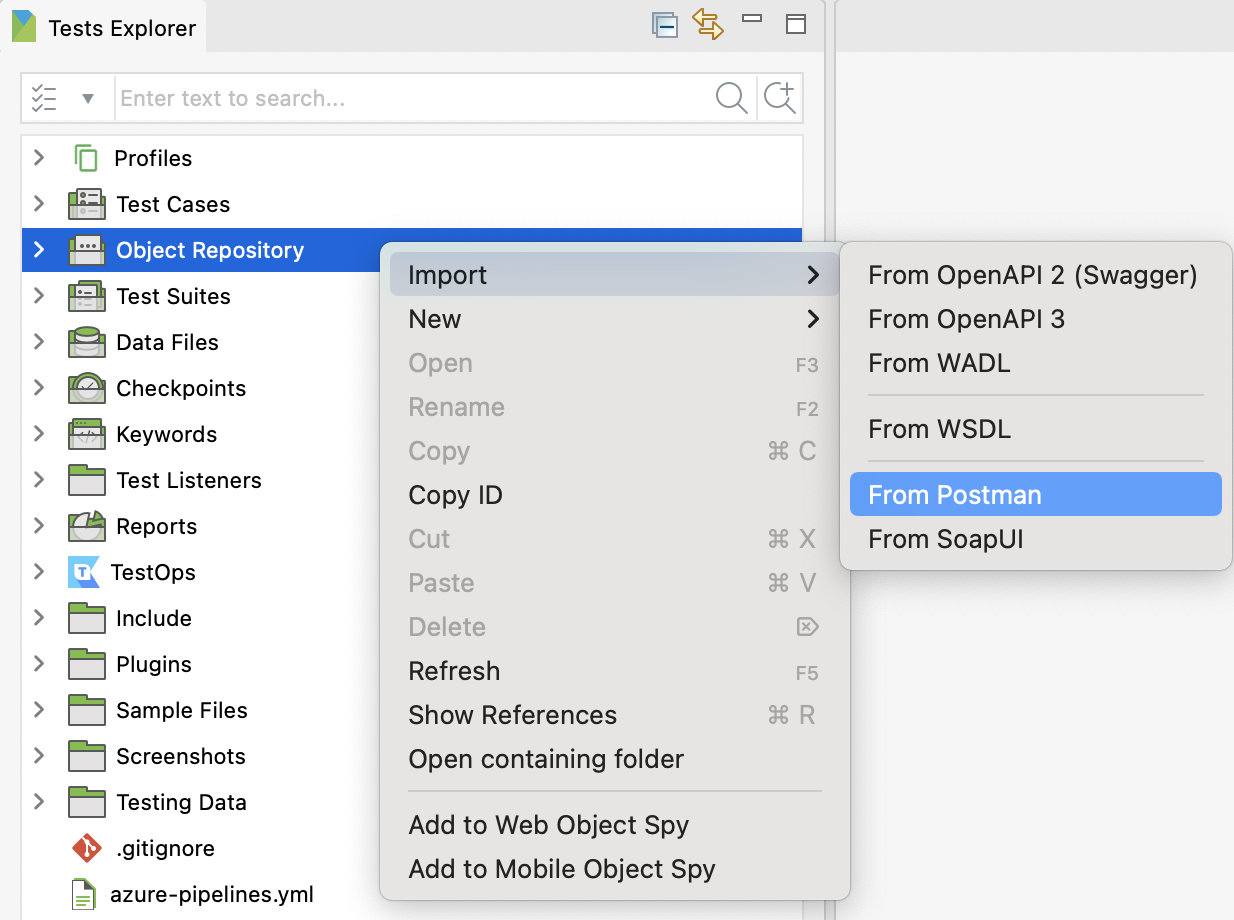 Tests Explorer
Enter text to search...
Profiles
Test Cases
Object Repository
Test Suites
Data Files
Checkpoints
Keywords
Test Listeners
Reports
TestOps
Include
Plugins
Sample Files
Screenshots
Testing Data
.gitignore
azure-pipelines.yml
Import
New
Open F3
Rename F2
Copy ⌘ C
Copy ID
Cut ⌘ X
Paste ⌘ V
Delete ⌦
Refresh F5
Show References ⌘ R
Open containing folder
Add to Web Object Spy
Add to Mobile Object Spy
From OpenAPI 2 (Swagger)
From OpenAPI 3
From WADL
From WSDL
From Postman
From SoapUI